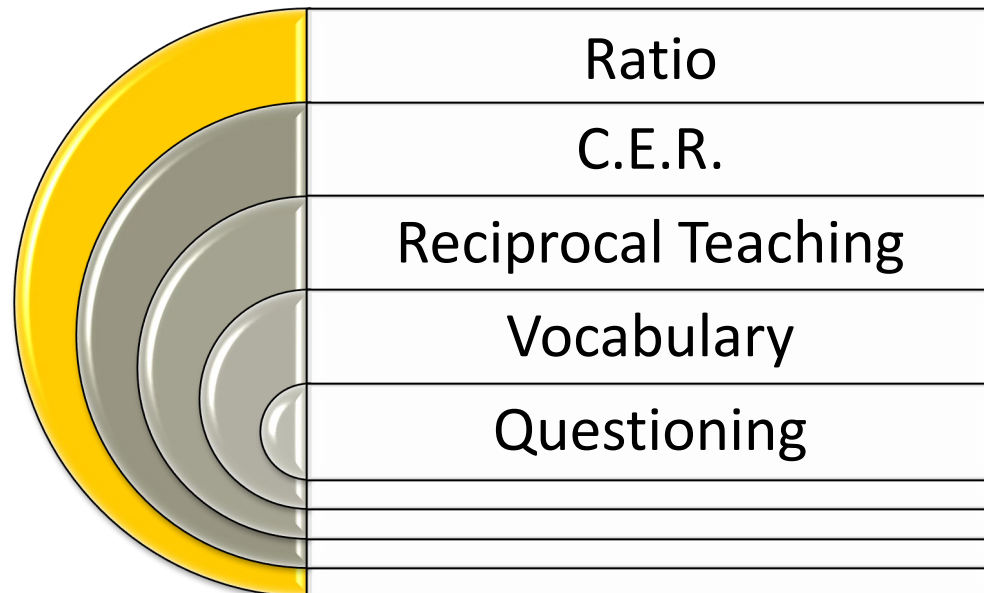 Ratio
C.E.R.
Reciprocal Teaching
Vocabulary
Questioning